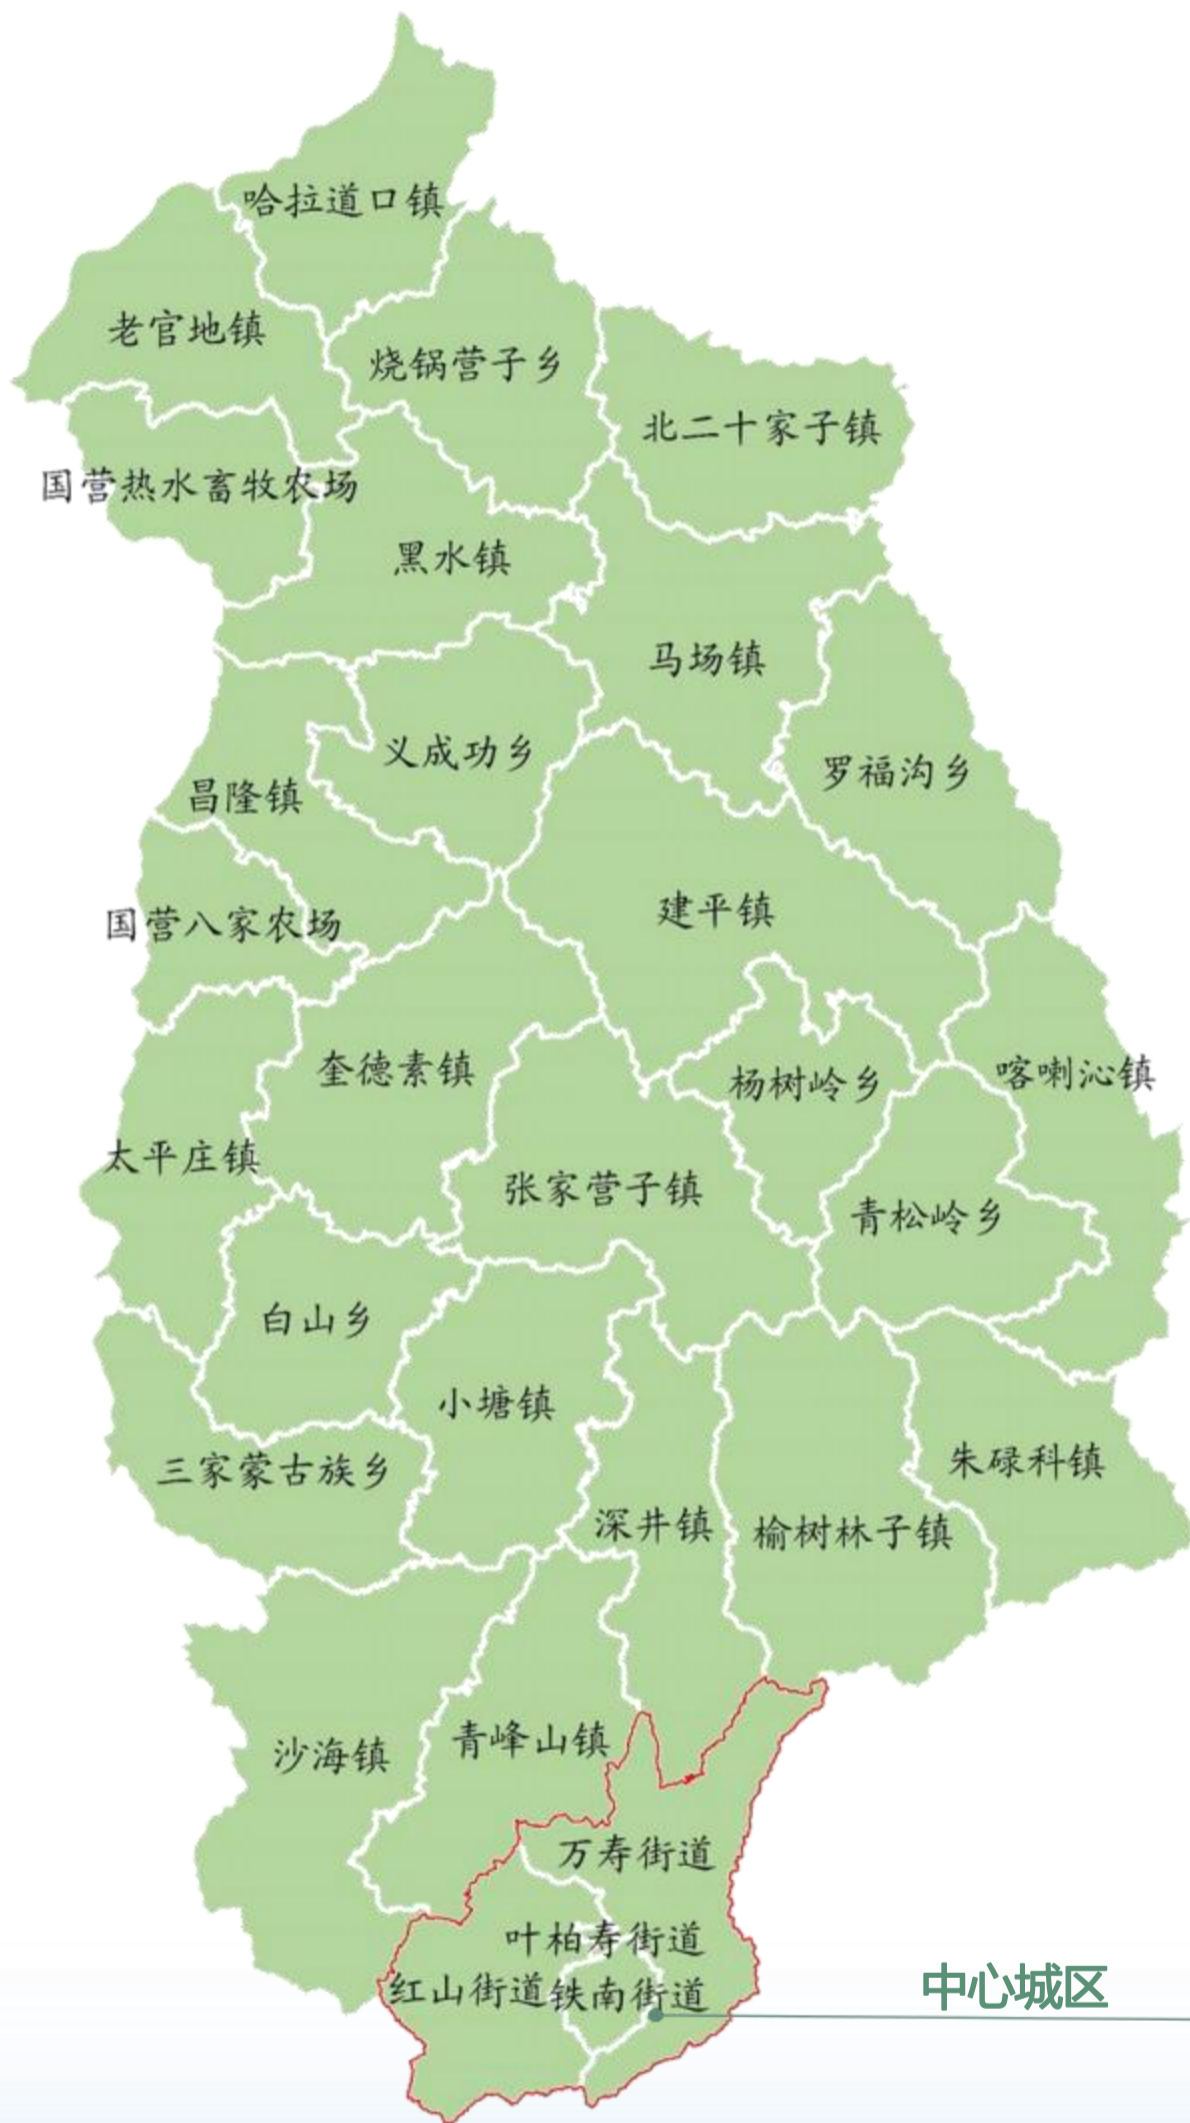 哈拉道口镇
老官地镇
烧锅营子乡
北二十家子镇
国营热水畜牧农场
黑水镇
马场镇
义成功乡
罗福沟乡
昌隆镇
建平镇
国营八家农场
奎德素镇
杨树岭乡
喀喇沁镇
太平庄镇
张家营子镇
青松岭乡
白山乡
小塘镇
三家蒙古族乡
朱碌科镇
深井镇
榆树林子镇
青峰山镇
沙海镇
万寿街道
叶柏寿街道
红山街道
铁南街道
中心城区